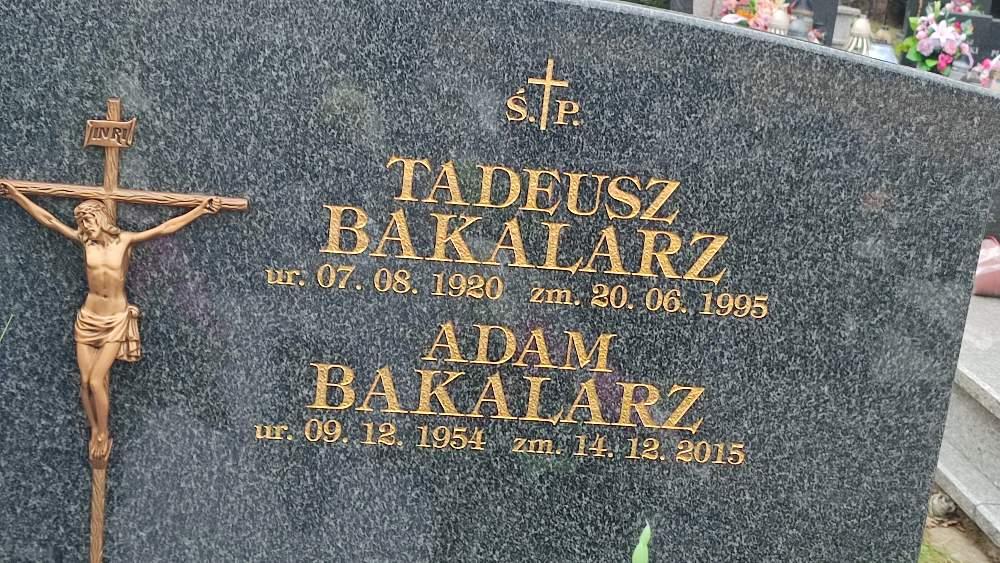 INRI
Ś.P.
TADEUSZ
BAKALARZ
ur. 07. 08. 1920 zm. 20. 06. 1995
ADAM
BAKALARZ
ur. 09. 12. 1954 zm. 14. 12. 2015